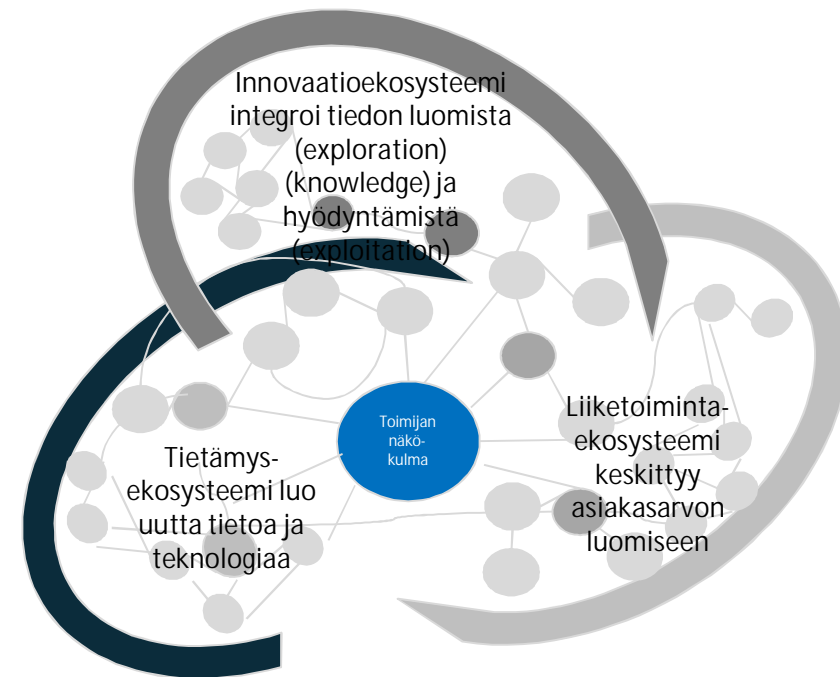 Innovaatioekosysteemi
integroi tiedon luomista
(exploration)
(knowledge) ja
hyödyntämistä
(exploitation)
Toimijan
näkö-
kulma
Tietämys-
ekosysteemi luo
uutta tietoa ja
teknologiaa
Liiketoiminta-
ekosysteemi
keskittyy
asiakasarvon
luomiseen